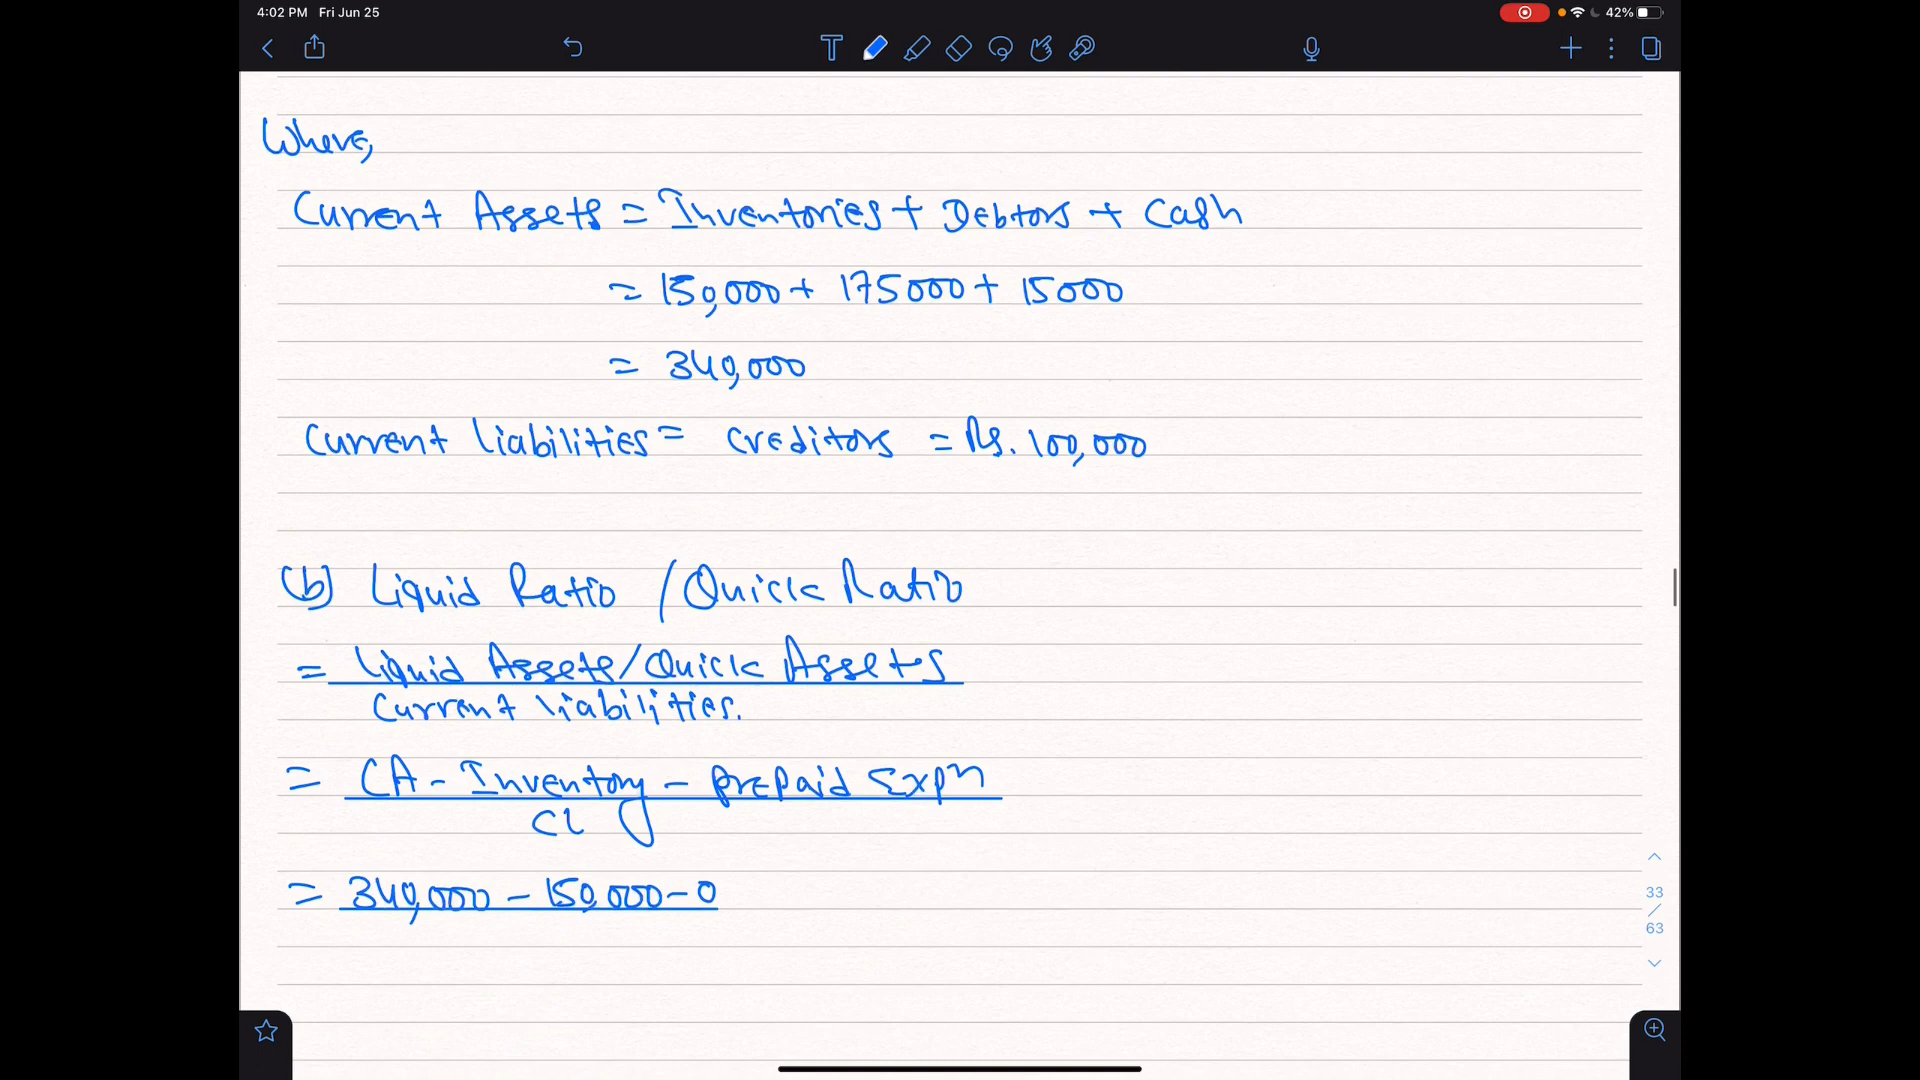 4:02 PM Fri Jun 25 42%
Where,
Current Assets = Inventories + Debtors + Cash
= 150,000 + 175000 + 15000
= 340,000
Current liabilities = creditors = Rs. 100,000
(b) Liquid Ratio / Quick Ratio
= Liquid Assets/Quick Assets
Current liabilities.
= CA - Inventory - Prepaid Expn
CL
= 340,000 - 150,000 - 0
33
/
63